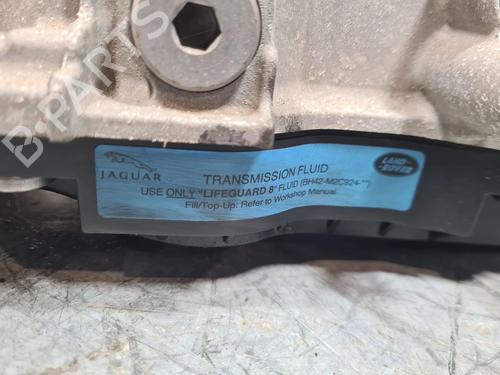 B-PARTS
JAGUAR
TRANSMISSION FLUID
USE ONLY "LIFEGUARD 8" FLUID (BH42-M2C924-**)
Fill/Top-Up: Refer to Workshop Manual
LAND
ROVER